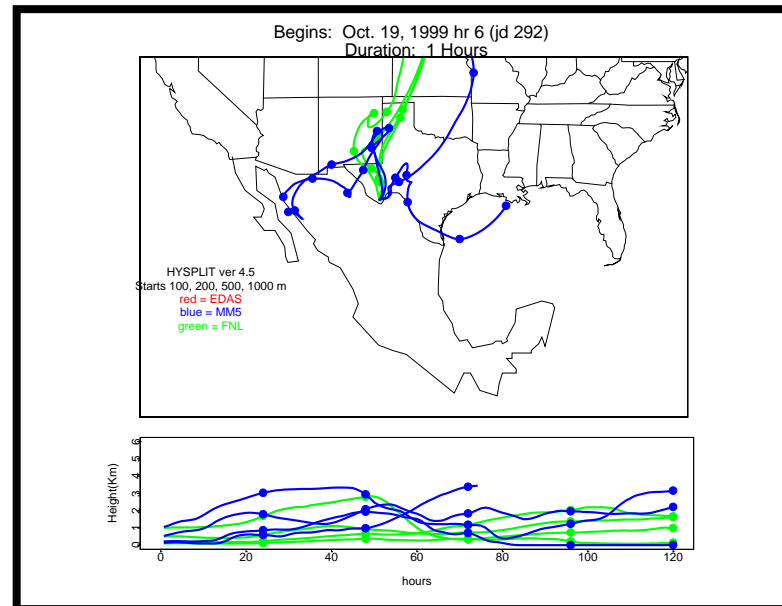 Begins:  Oct. 19, 1999 hr 6 (jd 292)
Duration:  1 Hours
HYSPLIT ver 4.5
Starts 100, 200, 500, 1000 m
red = EDAS
blue = MM5
green = FNL
Height(Km)
0 1 2 3 4 5 6
0 20 40 60 80 100 120
hours